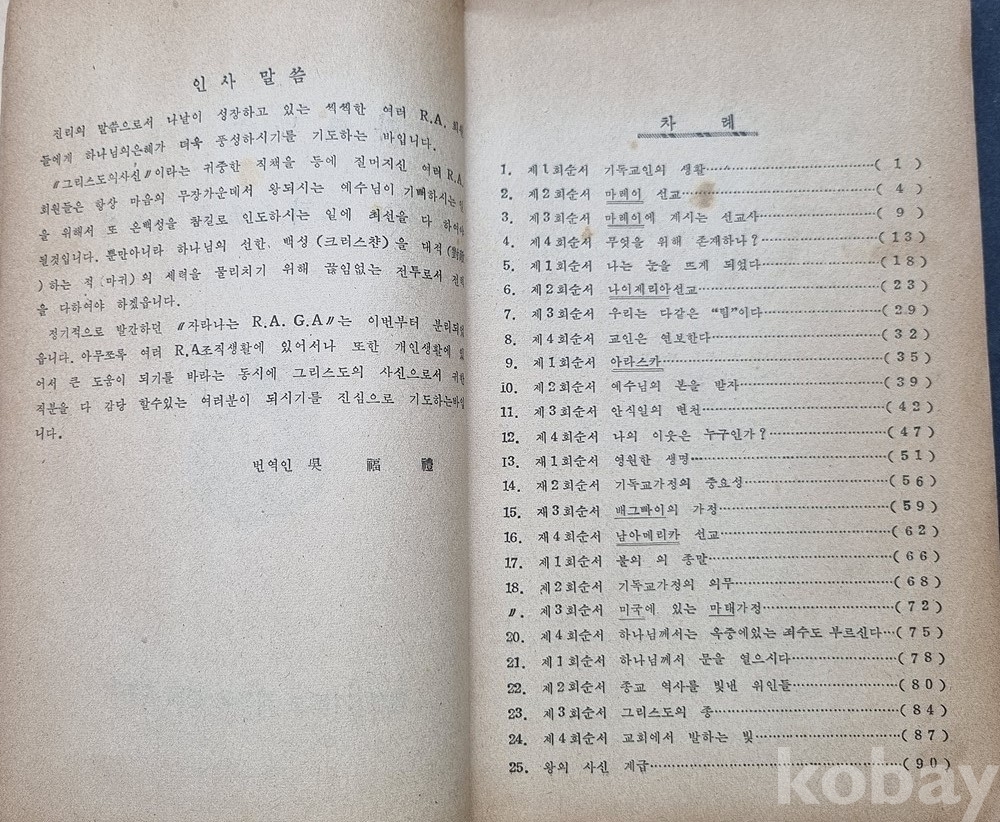 인사 말씀
진리의 말씀으로서 나날이 성장하고 있는 씩씩한 여러 R.A.
들에게 하나님의은혜가 더욱 풍성하시기를 기도하는 바입니다.
《그리스도의사신》이라는 귀중한 직책을 등에 질머지신 여러 R.A.
회원들은 항상 마음의 무장가운데서 왕되시는 예수님이 기뻐하시는
을 위해서 또 온백성을 참길로 인도하시는 일에 최선을 다 하여야
될것입니다. 뿐만아니라 하나님의 선한, 백성 (크리스챤) 을 대적
) 하는 적 (마귀) 의 세력을 물리치기 위해 끊임없는 전투로서
을 다하여야 하겠읍니다.
정기적으로 발간하던 《자라나는 R.A. G.A》는 이번부터 분리되었
읍니다. 아무쪼록 여러 R.A조직생활에 있어서나 또한 개인생활에 있
어서 큰 도움이 되기를 바라는 동시에 그리스도의 사신으로서 귀한
직분을 다 감당 할수있는 여러분이 되시기를 진심으로 기도하는바입
니다.
번역인 吳 福 禮
차 례
1. 제1회순서 기독교인의 생활 (1)
2. 제2회순서 마레이 선교 (4)
3. 제3회순서 마레이에 게시는 선교사 (9)
4. 제4회순서 무엇을 위해 존재하나? (13)
5. 제1회순서 나는 눈을 뜨게 되었다 (18)
6. 제2회순서 나이제리아선교 (23)
7. 제3회순서 우리는 다같은 “밀”이다 (29)
8. 제4회순서 교인은 연보한다 (32)
9. 제1회순서 아라스카 (35)
10. 제2회순서 예수님의 본을 받자 (39)
11. 제3회순서 안식일의 변천 (42)
12. 제4회순서 나의 이웃은 누구인가? (47)
13. 재1회순서 영원한 생명 (51)
14. 재2회순서 기독교가정의 중요성 (56)
15. 재3회순서 배그빠이의 가정 (59)
16. 재4회순서 남아메리카 선교 (62)
17. 제1회순서 불의 의 종말 (66)
18. 제2회순서 기독교가정의 의무 (68)
〃. 제3회순서 미국에 있는 마태가정 (72)
20. 제4회순서 하나님께서는 옥중에있는 죄수도 부르신다 (75)
21. 제1회순서 하나님께서 문을 열으시다 (78)
22. 제2회순서 종교 역사를 빛낸 위인들 (80)
23. 제3회순서 그리스도의 종 (84)
24. 제4회순서 교회에서 발하는 빛 (87)
25. 왕의 사신 계급 (90)
kobay